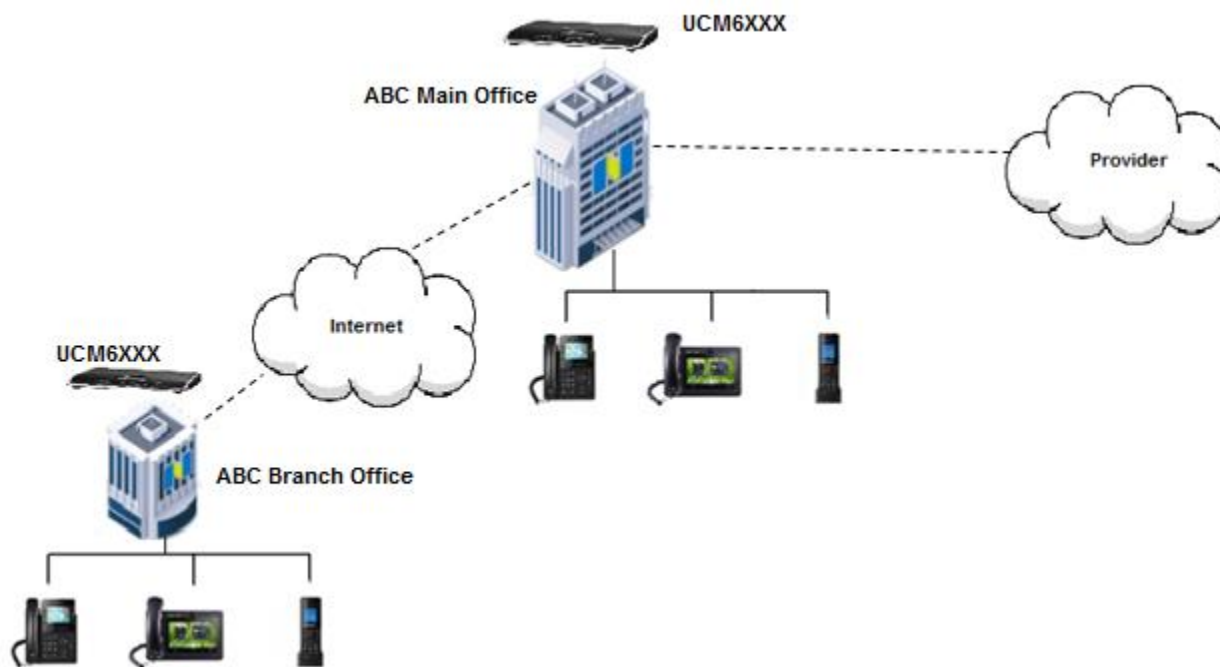 UCM6XXX
ABC Main Office
Provider
Internet
UCM6XXX
ABC Branch Office